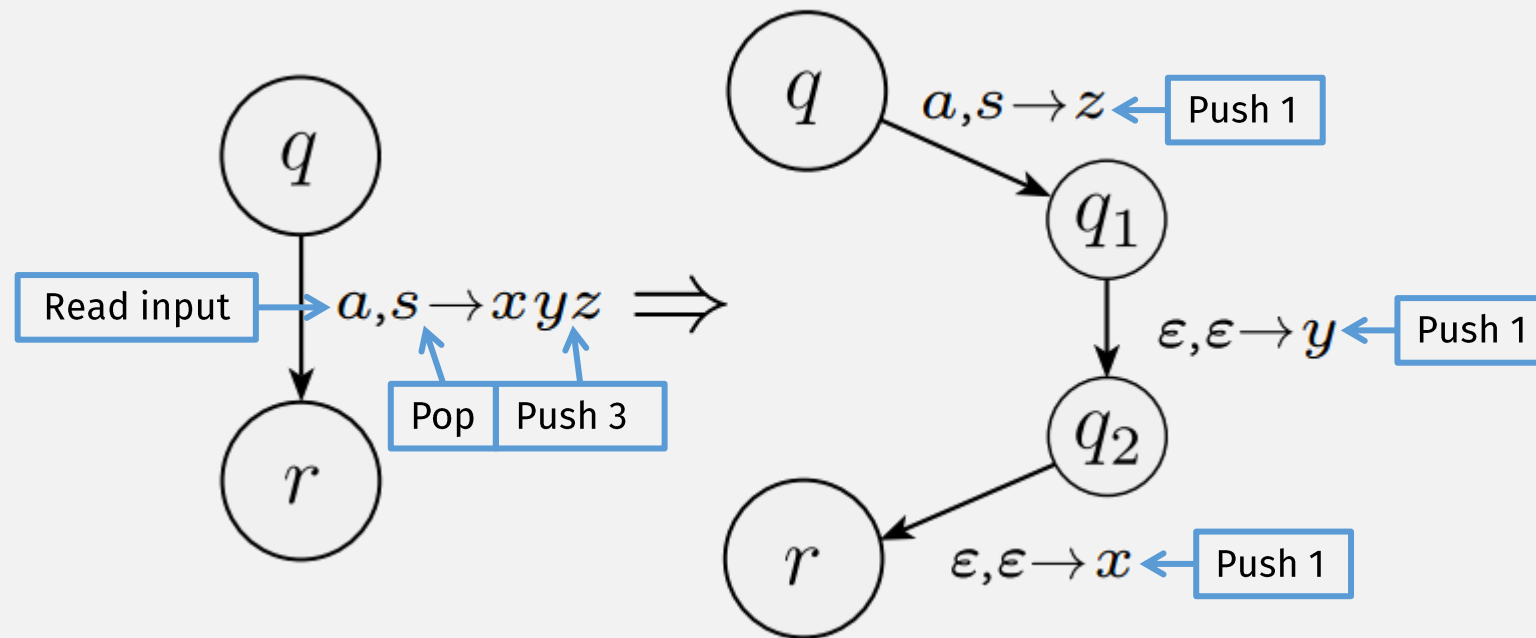 q
Read input
a,s→xyz
Pop
Push 3
r
⇒
q
a,s→z
Push 1
q₁
ε,ε→y
Push 1
q₂
r
ε,ε→x
Push 1